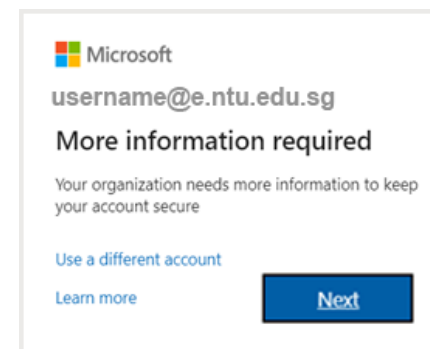 Microsoft
username@e.ntu.edu.sg
More information required
Your organization needs more information to keep
your account secure
Use a different account
Learn more
Next